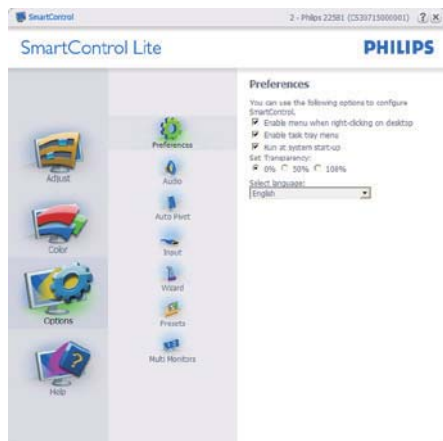 SmartControl
2 - Philips 225B1 (CS30715000001)
? X
SmartControl Lite
PHILIPS
Adjust
Color
Options
Help
Preferences
Audio
Auto Pivot
Input
Wizard
Presets
Multi Monitors
Preferences
You can use the following options to configure
SmartControl.
Enable menu when right-clicking on desktop
Enable task tray menu
Run at system start-up
Set Transparency:
0% 50% 100%
Select language:
English